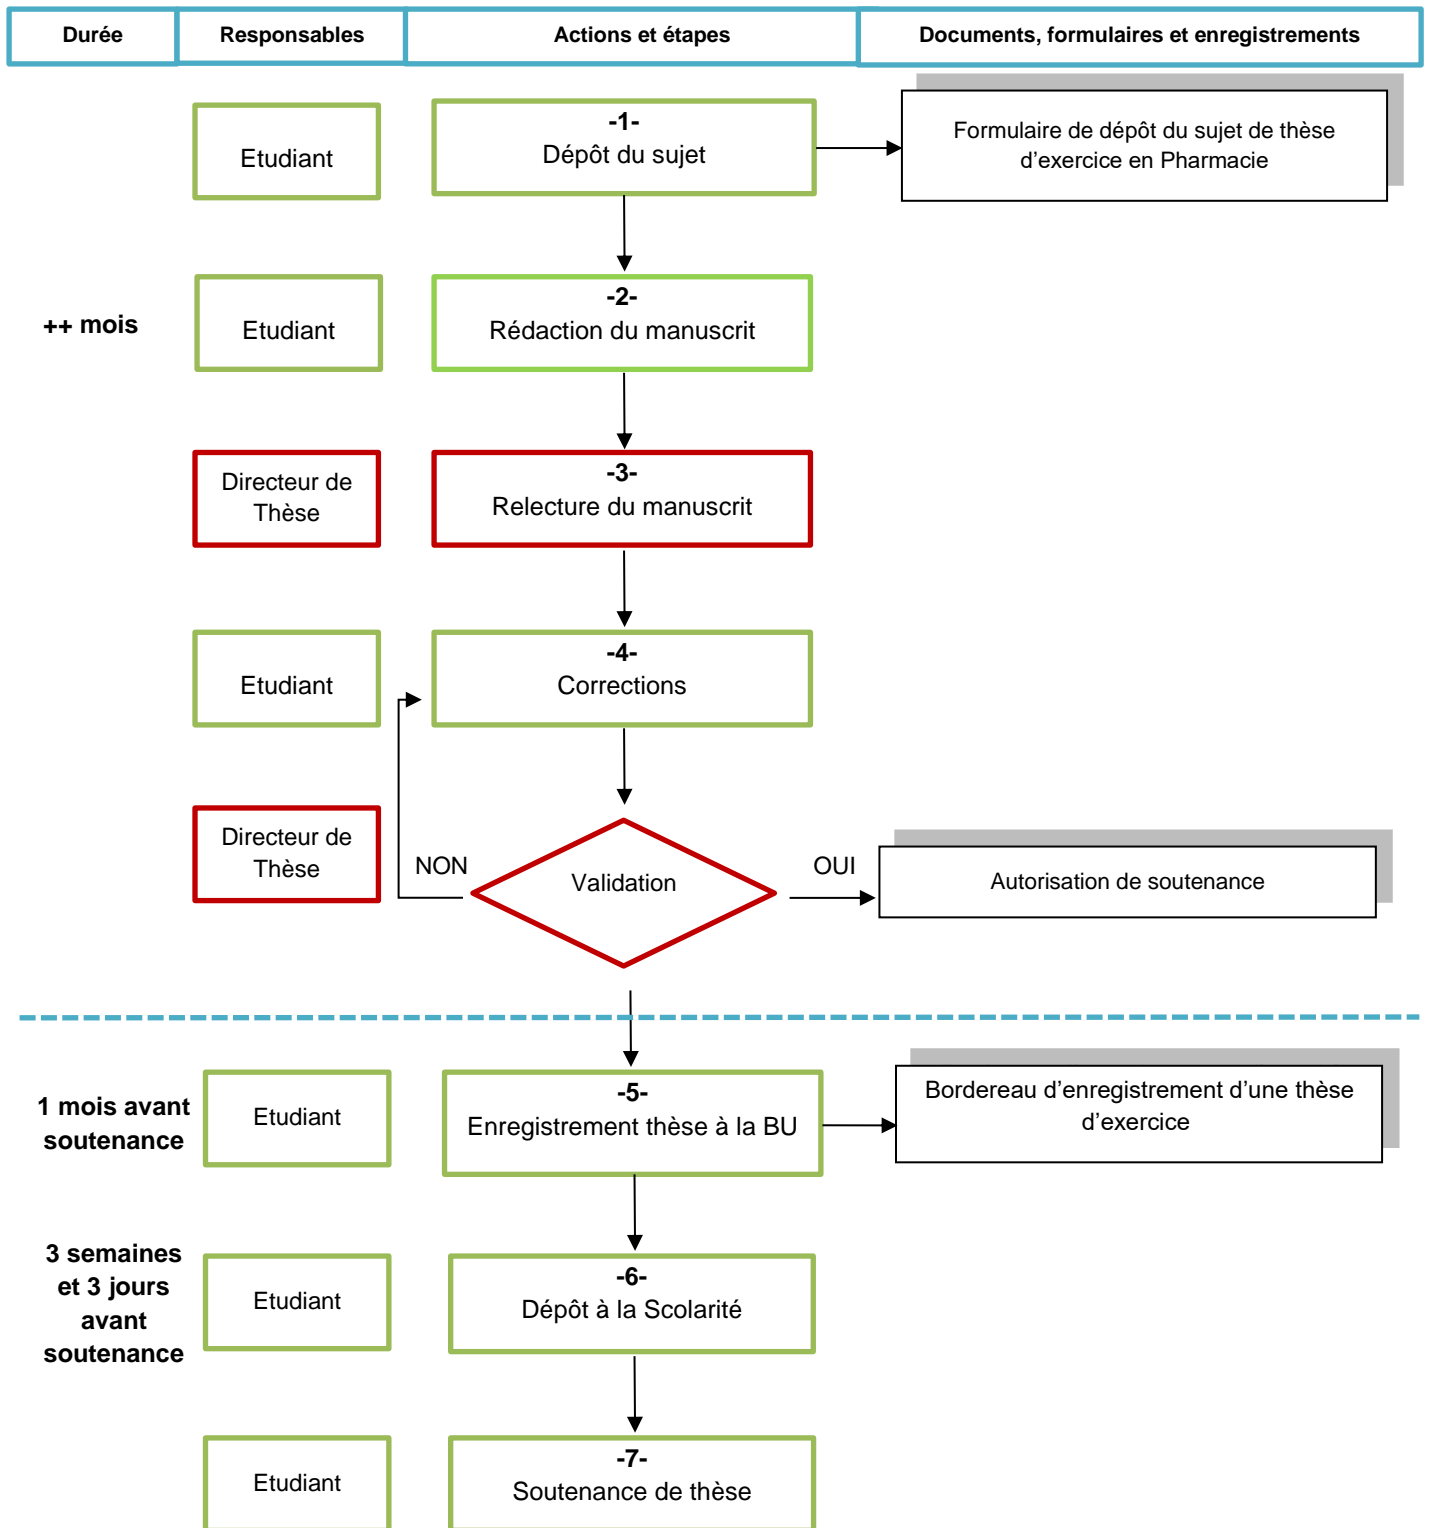 Durée
Responsables
Actions et étapes
Documents, formulaires et enregistrements
Etudiant
-1-
Dépôt du sujet
Formulaire de dépôt du sujet de thèse
d’exercice en Pharmacie
++ mois
Etudiant
-2-
Rédaction du manuscrit
Directeur de
Thèse
-3-
Relecture du manuscrit
Etudiant
-4-
Corrections
Directeur de
Thèse
NON
Validation
OUI
Autorisation de soutenance
1 mois avant
soutenance
Etudiant
-5-
Enregistrement thèse à la BU
Bordereau d’enregistrement d’une thèse
d’exercice
3 semaines
et 3 jours
avant
soutenance
Etudiant
-6-
Dépôt à la Scolarité
Etudiant
-7-
Soutenance de thèse